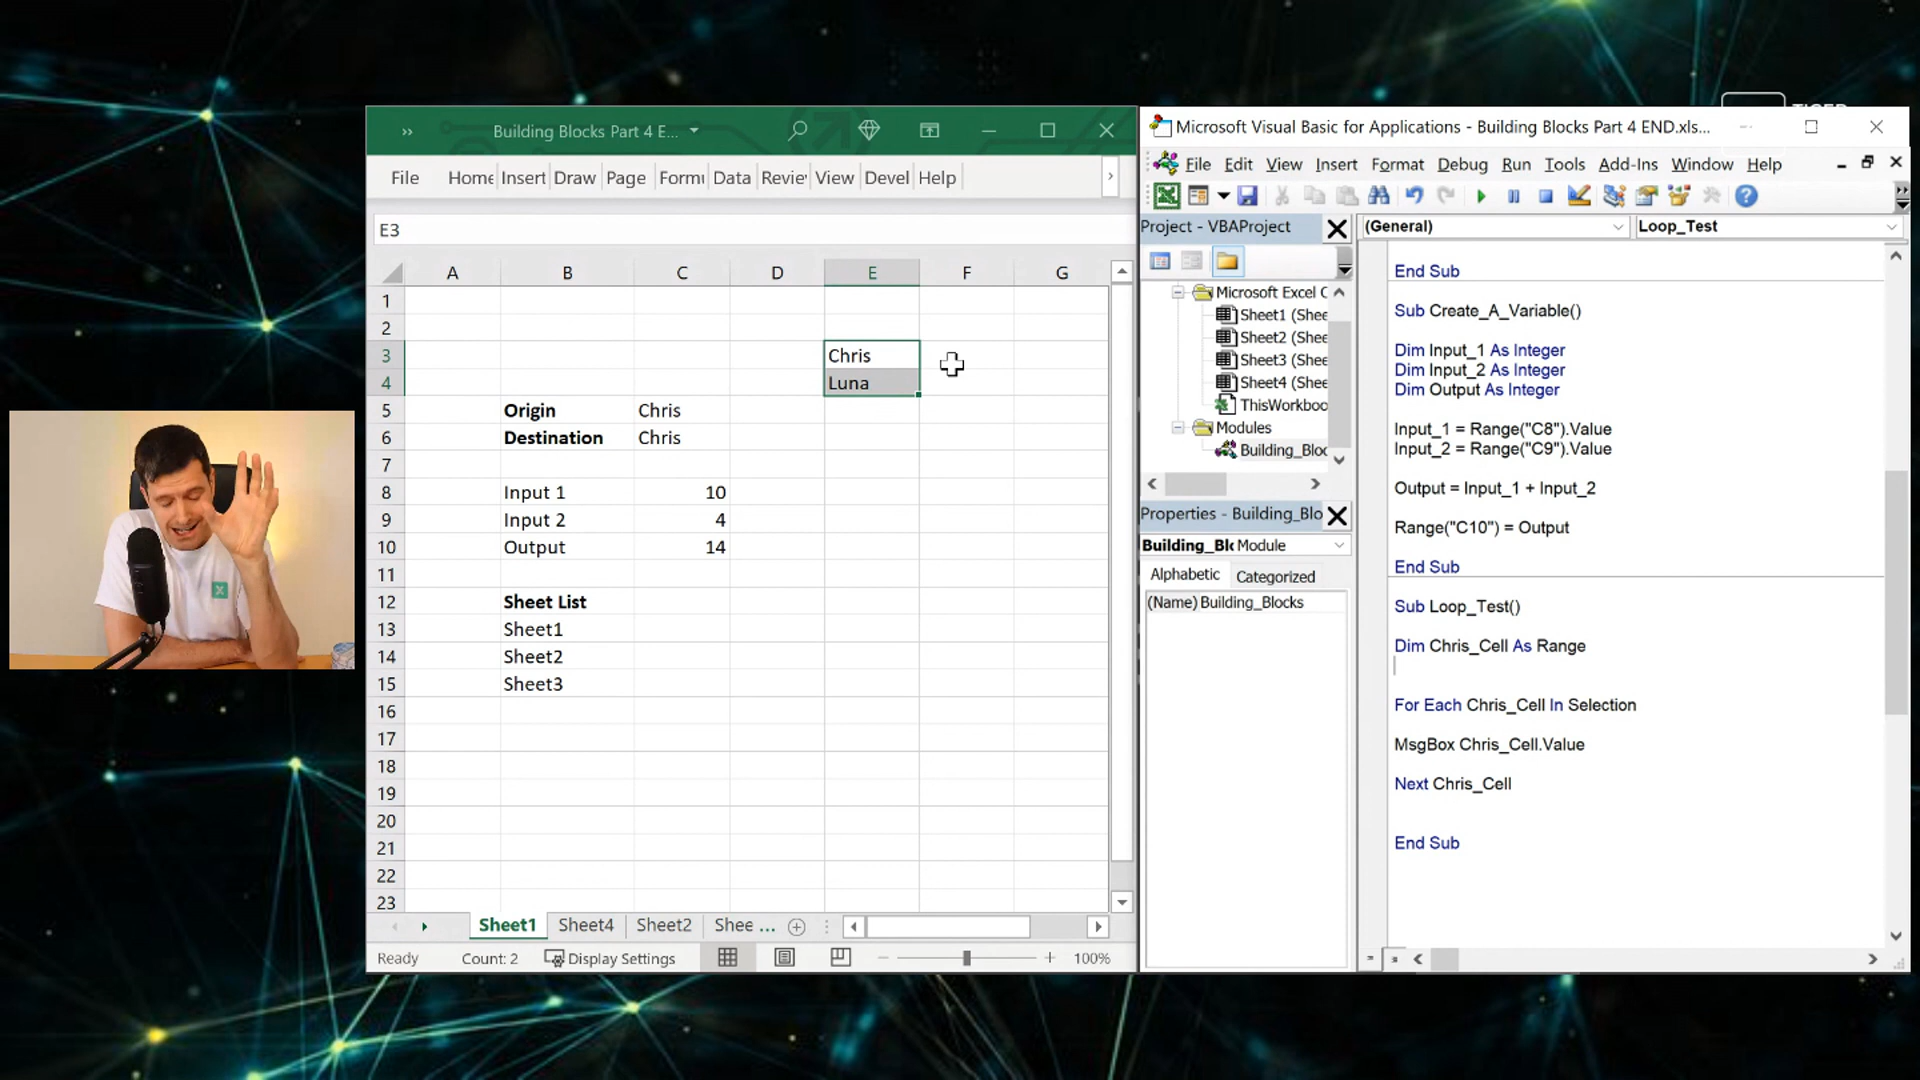 TIGER
Building Blocks Part 4 E...
File Home Insert Draw Page Formu Data Review View Devel Help
E3
A B C D E F G
1
2
3 Chris
4 Luna
5 Origin Chris
6 Destination Chris
7
8 Input 1 10
9 Input 2 4
10 Output 14
11
12 Sheet List
13 Sheet1
14 Sheet2
15 Sheet3
16
17
18
19
20
21
22
23
Sheet1 Sheet4 Sheet2 Shee ...
Ready Count: 2 Display Settings 100%
Microsoft Visual Basic for Applications - Building Blocks Part 4 END.xls...
File Edit View Insert Format Debug Run Tools Add-Ins Window Help
Project - VBAProject
Microsoft Excel C
Sheet1 (Shee
Sheet2 (Shee
Sheet3 (Shee
Sheet4 (Shee
ThisWorkboo
Modules
Building_Bloc
Properties - Building_Blo
Building_Blo Module
Alphabetic Categorized
(Name) Building_Blocks
(General) Loop_Test
End Sub
Sub Create_A_Variable()
Dim Input_1 As Integer
Dim Input_2 As Integer
Dim Output As Integer
Input_1 = Range("C8").Value
Input_2 = Range("C9").Value
Output = Input_1 + Input_2
Range("C10") = Output
End Sub
Sub Loop_Test()
Dim Chris_Cell As Range
For Each Chris_Cell In Selection
MsgBox Chris_Cell.Value
Next Chris_Cell
End Sub